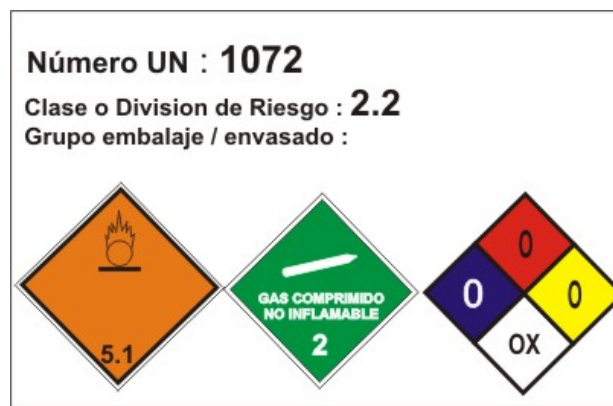 Número UN : 1072
Clase o Division de Riesgo : 2.2
Grupo embalaje / envasado :
5.1
GAS COMPRIMIDO
NO INFLAMABLE
2
0
0
0
OX